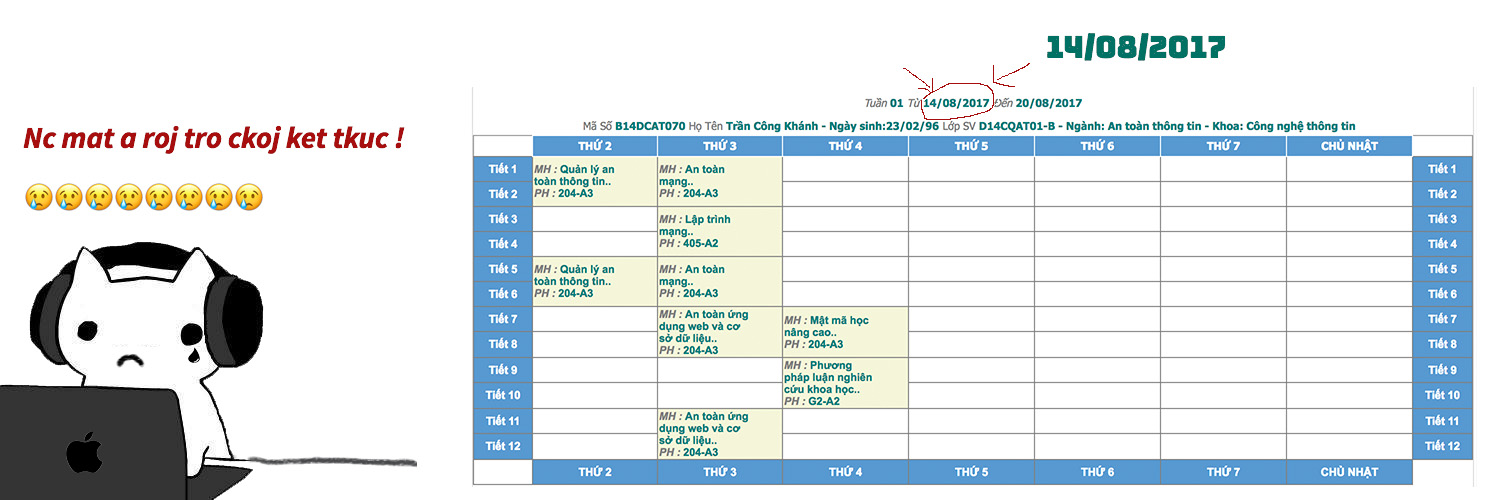 14/08/2017
Tuần 01 Từ 14/08/2017 Đến 20/08/2017
Nc mat a roj tro ckoj ket tkuc !
Mã Số B14DCAT070 Họ Tên Trần Công Khánh - Ngày sinh:23/02/96 Lớp SV D14CQAT01-B - Ngành: An toàn thông tin - Khoa: Công nghệ thông tin
THỨ 2 THỨ 3 THỨ 4 THỨ 5 THỨ 6 THỨ 7 CHỦ NHẬT
Tiết 1
MH : Quản lý an
toàn thông tin..
PH : 204-A3
MH : An toàn
mạng..
PH : 204-A3
Tiết 1
Tiết 2
Tiết 2
Tiết 3
MH : Lập trình
mạng..
PH : 405-A2
Tiết 3
Tiết 4
Tiết 4
Tiết 5
MH : Quản lý an
toàn thông tin..
PH : 204-A3
MH : An toàn
mạng..
PH : 204-A3
Tiết 5
Tiết 6
Tiết 6
Tiết 7
MH : An toàn ứng
dụng web và cơ
sở dữ liệu..
PH : 204-A3
MH : Mật mã học
nâng cao..
PH : 204-A3
Tiết 7
Tiết 8
Tiết 8
Tiết 9
MH : Phương
pháp luận nghiên
cứu khoa học..
PH : G2-A2
Tiết 9
Tiết 10
Tiết 10
Tiết 11
MH : An toàn ứng
dụng web và cơ
sở dữ liệu..
PH : 204-A3
Tiết 11
Tiết 12
Tiết 12
THỨ 2 THỨ 3 THỨ 4 THỨ 5 THỨ 6 THỨ 7 CHỦ NHẬT